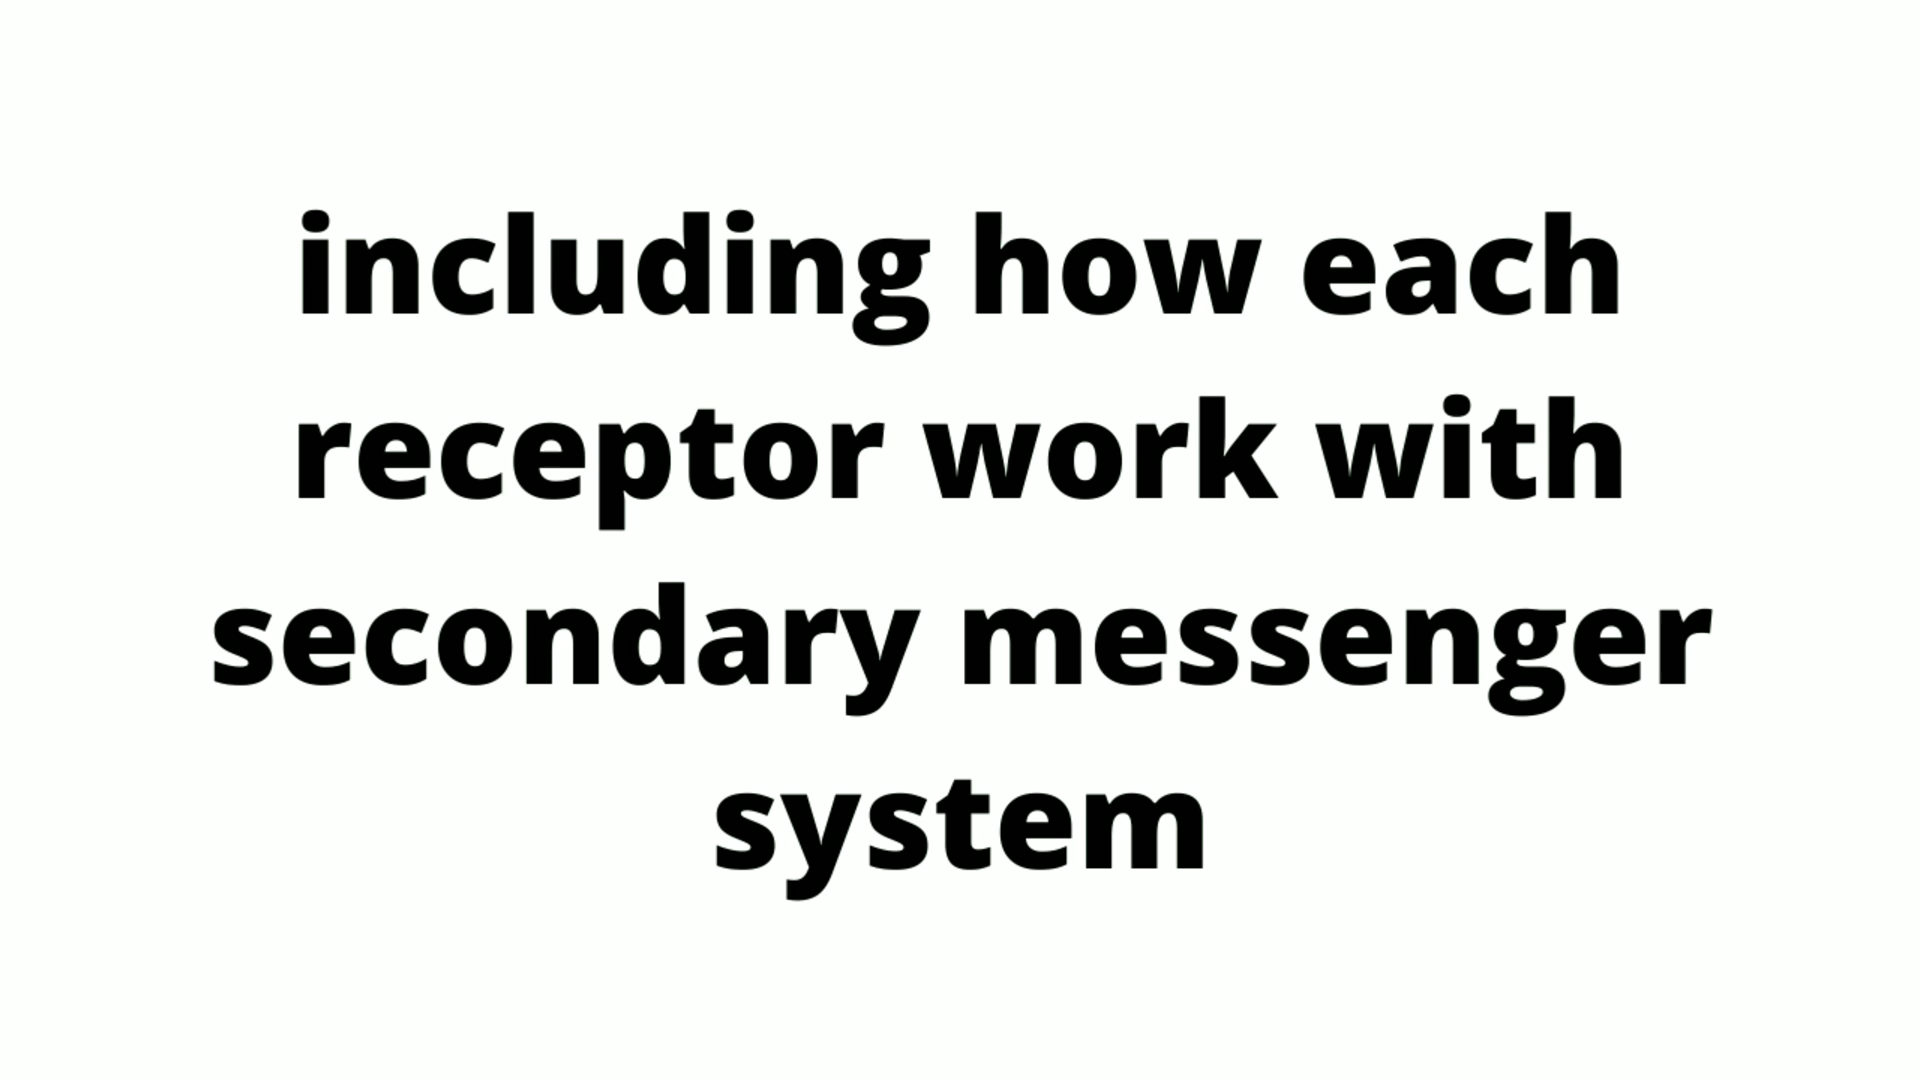 including how each
receptor work with
secondary messenger
system